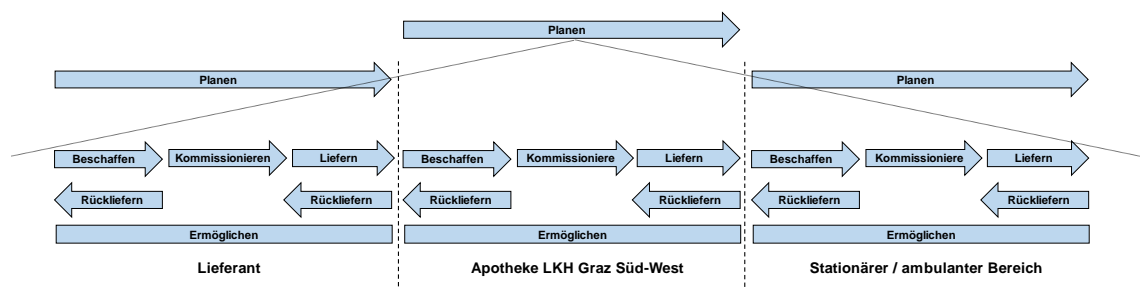 Planen
Planen
Planen
Beschaffen
Kommissionieren
Liefern
Beschaffen
Kommissioniere
Liefern
Beschaffen
Kommissioniere
Liefern
Rückliefern
Rückliefern
Rückliefern
Rückliefern
Rückliefern
Rückliefern
Ermöglichen
Ermöglichen
Ermöglichen
Lieferant
Apotheke LKH Graz Süd-West
Stationärer / ambulanter Bereich